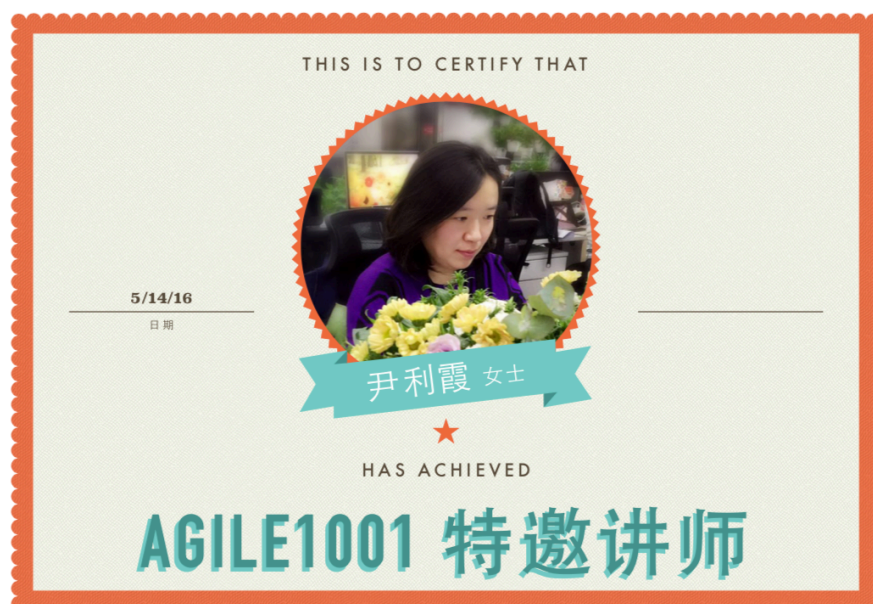 THIS IS TO CERTIFY THAT
5/14/16
日期
尹利霞 女士
HAS ACHIEVED
AGILE1001 特邀讲师